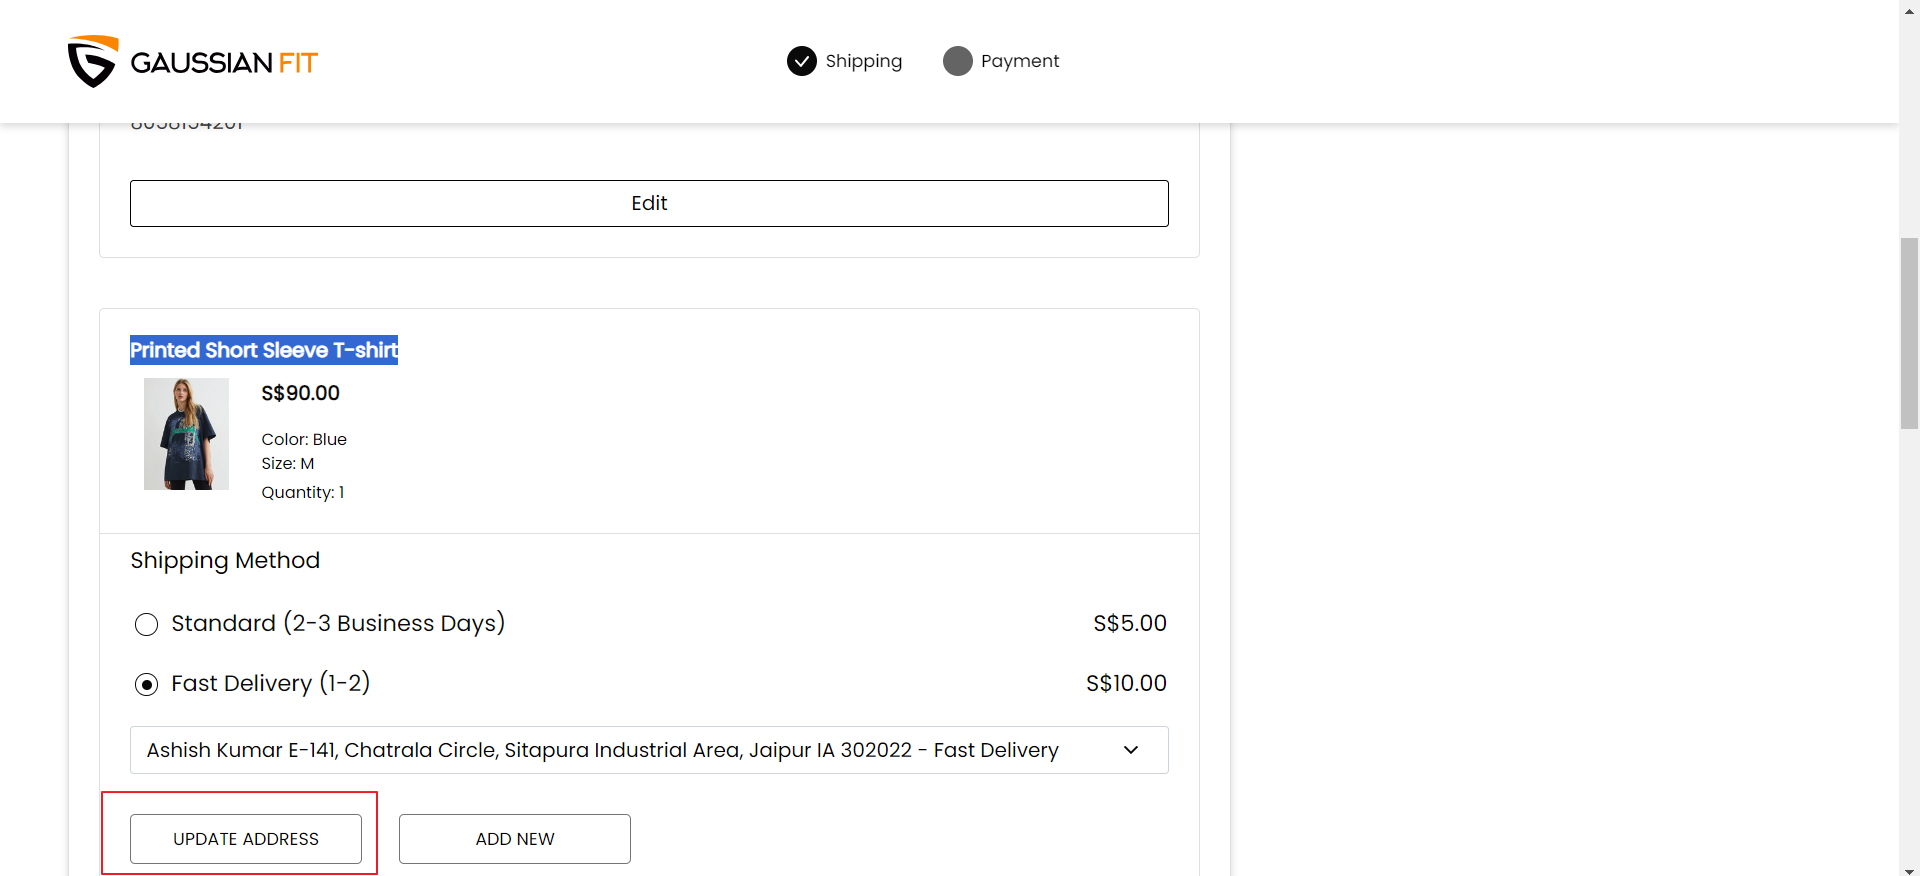 GAUSSIAN FIT
Shipping
Payment
Edit
Printed Short Sleeve T-shirt
S$90.00
Color: Blue
Size: M
Quantity: 1
Shipping Method
Standard (2-3 Business Days) S$5.00
Fast Delivery (1-2) S$10.00
Ashish Kumar E-141, Chatrala Circle, Sitapura Industrial Area, Jaipur IA 302022 - Fast Delivery
UPDATE ADDRESS
ADD NEW